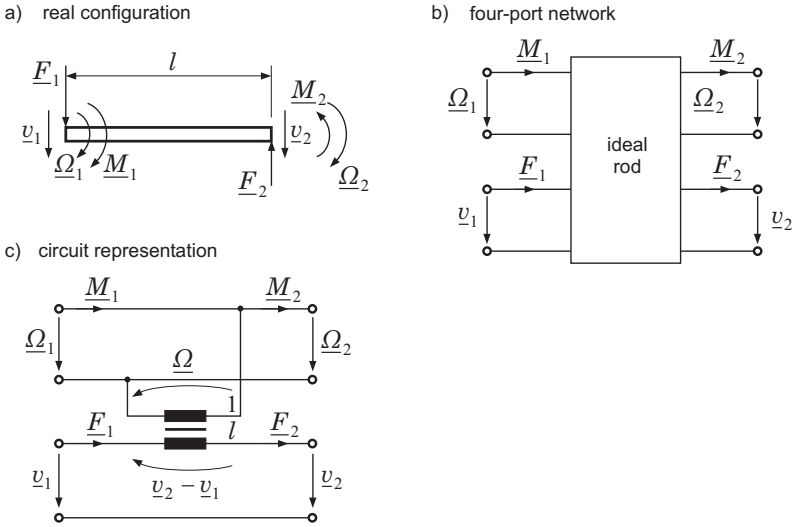 a) real configuration
F1
l
v1
Ω1
M1
F2
v2
M2
Ω2
b) four-port network
M1
M2
Ω1
Ω2
ideal
rod
F1
F2
v1
v2
c) circuit representation
M1
M2
Ω1
Ω
Ω2
1
l
F1
F2
v1
v2 − v1
v2